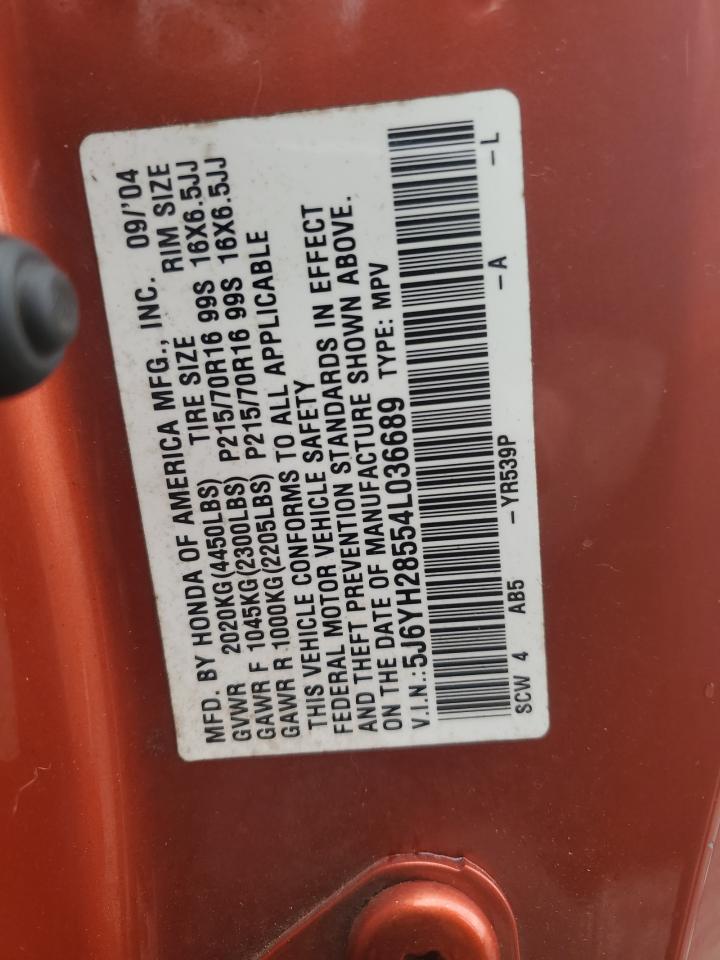 MFD. BY HONDA OF AMERICA MFG., INC. 09/'04
TIRE SIZE RIM SIZE
GVWR 2020KG(4450LBS)
GAWR F 1045KG(2300LBS) P215/70R16 99S 16X6.5JJ
GAWR R 1000KG(2205LBS) P215/70R16 99S 16X6.5JJ
THIS VEHICLE CONFORMS TO ALL APPLICABLE
FEDERAL MOTOR VEHICLE SAFETY
AND THEFT PREVENTION STANDARDS IN EFFECT
ON THE DATE OF MANUFACTURE SHOWN ABOVE.
V.I.N.:5J6YH28554L036689 TYPE: MPV
SCW 4 AB5 - YR539P - A - L